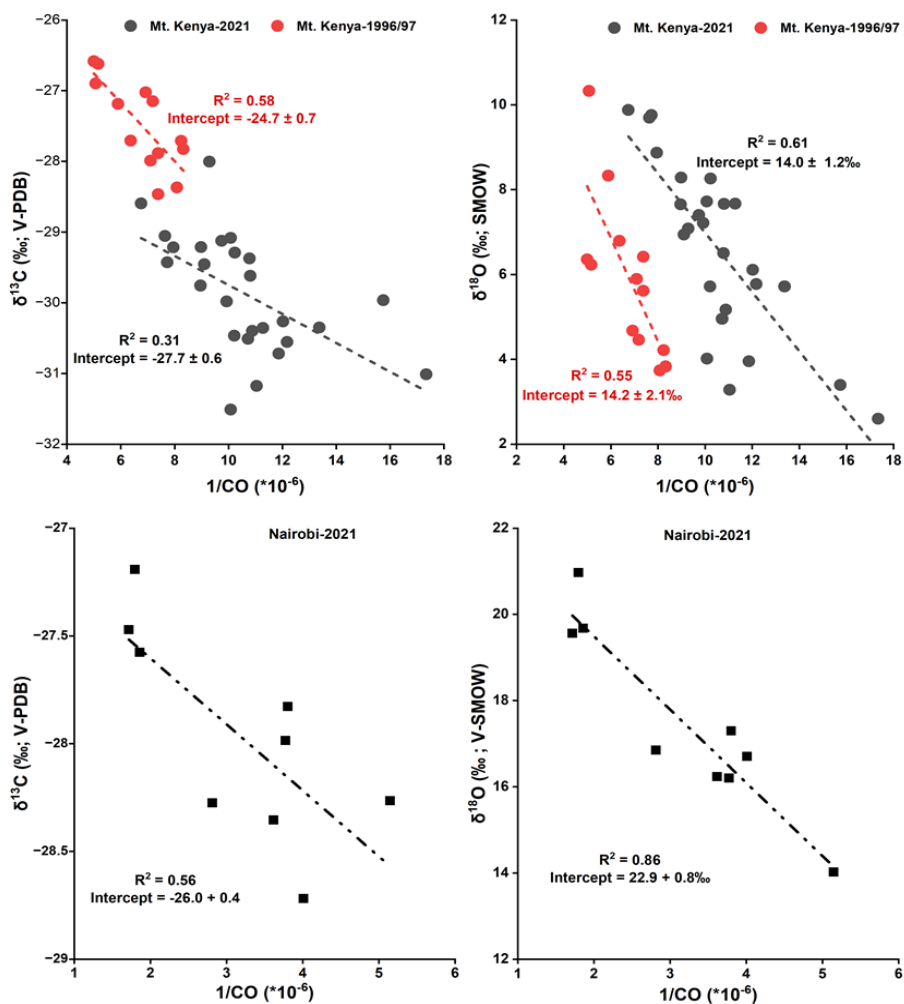 Mt. Kenya-2021 Mt. Kenya-1996/97
−25
−26
−27
−28
−29
−30
−31
−32
δ¹³C (‰; V-PDB)
R² = 0.58
Intercept = -24.7 ± 0.7
R² = 0.31
Intercept = -27.7 ± 0.6
4 6 8 10 12 14 16 18
1/CO (*10⁻⁶)
Mt. Kenya-2021 Mt. Kenya-1996/97
12
10
8
6
4
2
δ¹⁸O (‰; SMOW)
R² = 0.61
Intercept = 14.0 ± 1.2‰
R² = 0.55
Intercept = 14.2 ± 2.1‰
2 4 6 8 10 12 14 16 18
1/CO (*10⁻⁶)
Nairobi-2021
−27
−27.5
−28
−28.5
−29
δ¹³C (‰; V-PDB)
R² = 0.56
Intercept = -26.0 + 0.4
1 2 3 4 5 6
1/CO (*10⁻⁶)
Nairobi-2021
22
20
18
16
14
12
δ¹⁸O (‰ ; V-SMOW)
R² = 0.86
Intercept = 22.9 + 0.8‰
1 2 3 4 5 6
1/CO (*10⁻⁶)